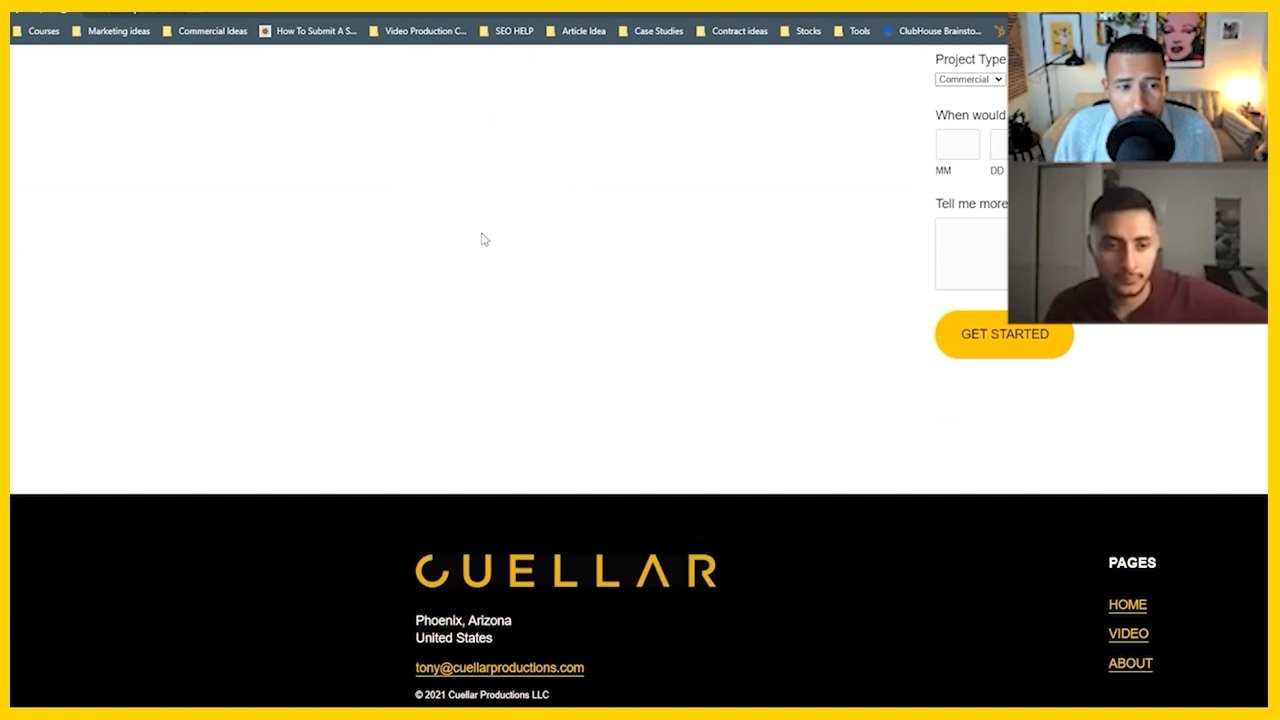 Courses
Marketing ideas
Commercial Ideas
How To Submit A S...
Video Production C...
SEO HELP
Article Idea
Case Studies
Contract ideas
Stocks
Tools
ClubHouse Brainsto...
Project Type
Commercial
When would
MM
DD
Tell me more
GET STARTED
CUELLAR
Phoenix, Arizona
United States
tony@cuellarproductions.com
© 2021 Cuellar Productions LLC
PAGES
HOME
VIDEO
ABOUT